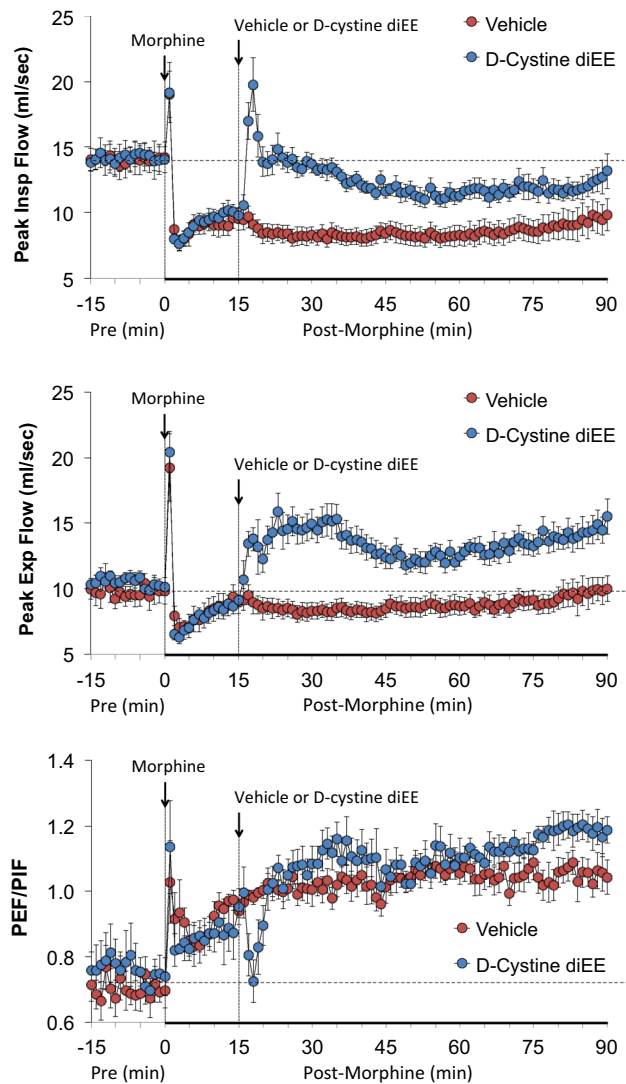 25
20
15
10
5
Peak Insp Flow (ml/sec)
Morphine
Vehicle or D-cystine diEE
Vehicle
D-Cystine diEE
-15 0 15 30 45 60 75 90
Pre (min) Post-Morphine (min)
25
20
15
10
5
Peak Exp Flow (ml/sec)
Morphine
Vehicle or D-cystine diEE
Vehicle
D-Cystine diEE
-15 0 15 30 45 60 75 90
Pre (min) Post-Morphine (min)
1.4
1.2
1.0
0.8
0.6
PEF/PIF
Morphine
Vehicle or D-cystine diEE
Vehicle
D-Cystine diEE
-15 0 15 30 45 60 75 90
Pre (min) Post-Morphine (min)